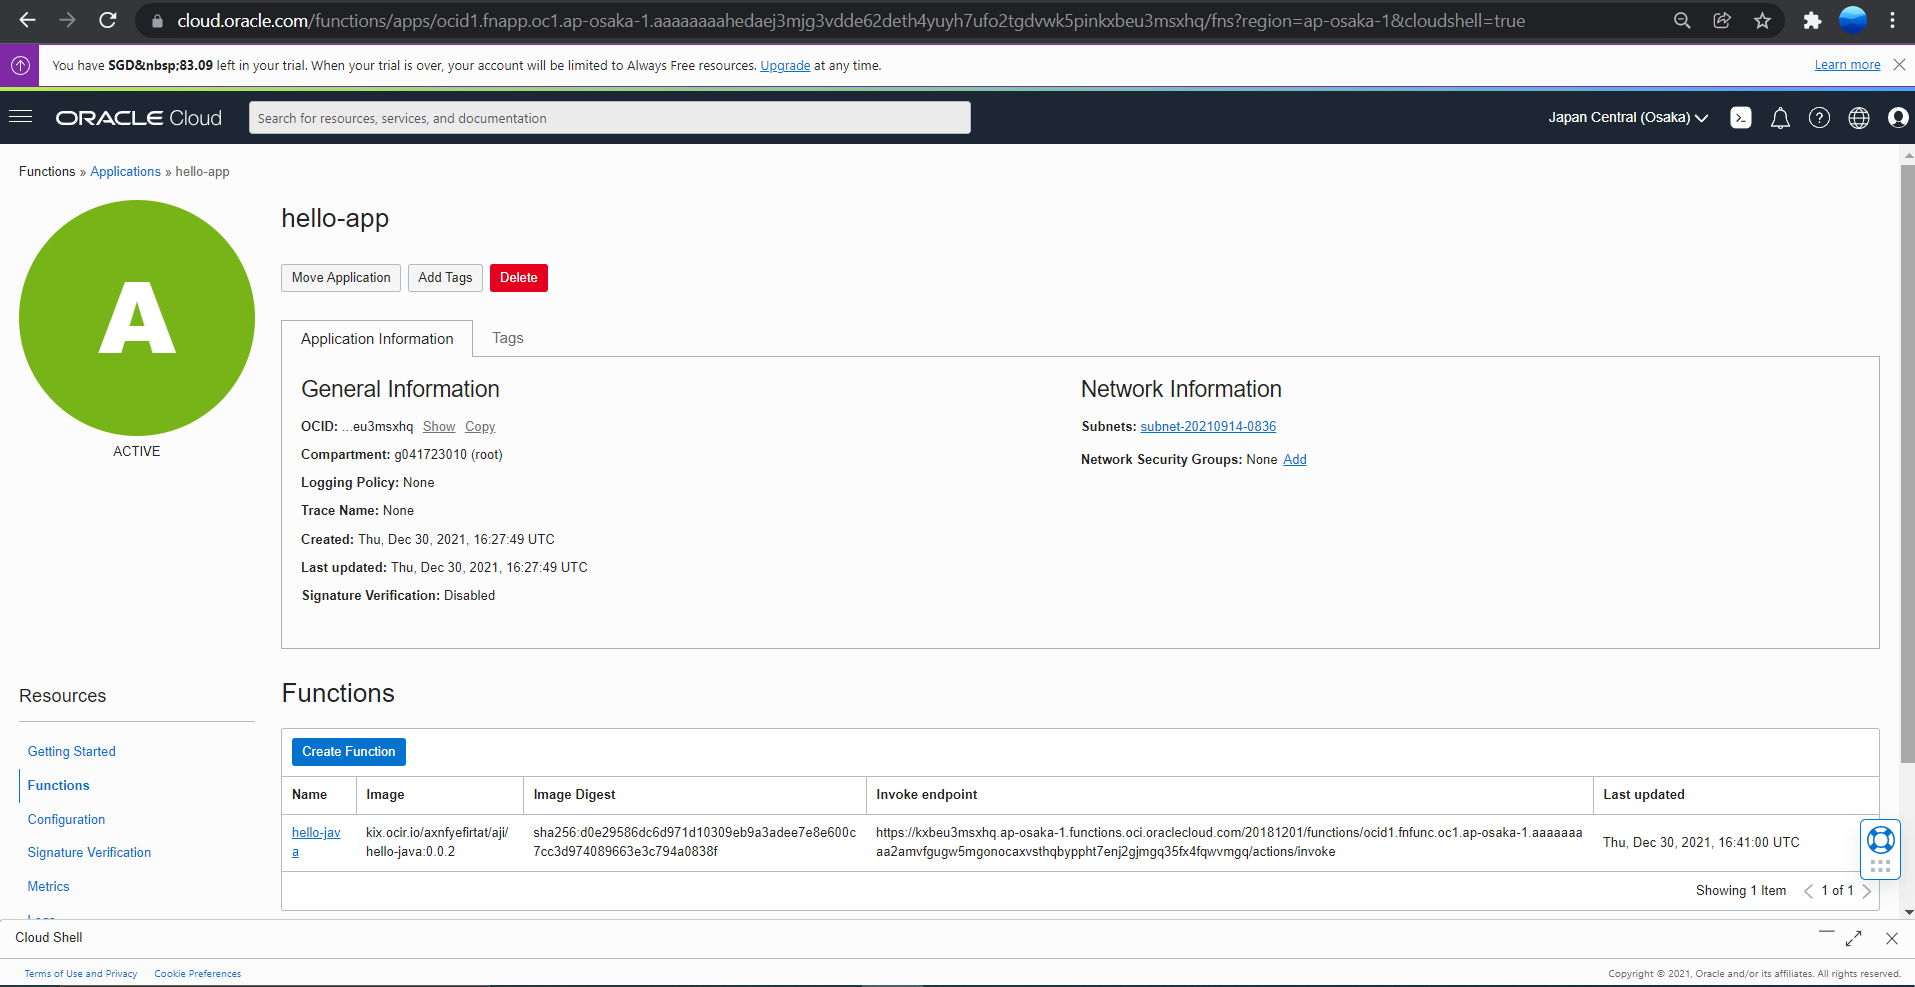 cloud.oracle.com/functions/apps/ocid1.fnapp.oc1.ap-osaka-1.aaaaaaaahedaej3mjg3vdde62deth4yuyh7ufo2tgdvwk5pinkxbeu3msxhq/fns?region=ap-osaka-1&cloudshell=true
You have SGD&nbsp;83.09 left in your trial. When your trial is over, your account will be limited to Always Free resources. Upgrade at any time.
Learn more
ORACLE Cloud
Search for resources, services, and documentation
Japan Central (Osaka)
Functions » Applications » hello-app
A
ACTIVE
hello-app
Move Application
Add Tags
Delete
Application Information
Tags
General Information
OCID: ...eu3msxhq Show Copy
Compartment: g041723010 (root)
Logging Policy: None
Trace Name: None
Created: Thu, Dec 30, 2021, 16:27:49 UTC
Last updated: Thu, Dec 30, 2021, 16:27:49 UTC
Signature Verification: Disabled
Network Information
Subnets: subnet-20210914-0836
Network Security Groups: None Add
Resources
Getting Started
Functions
Configuration
Signature Verification
Metrics
Logs
Functions
Create Function
Name Image Image Digest Invoke endpoint Last updated
hello-jav
a
kix.ocir.io/axnfyefirtat/aji/
hello-java:0.0.2
sha256:d0e29586dc6d971d10309eb9a3adee7e8e600c
7cc3d974089663e3c794a0838f
https://kxbeu3msxhq.ap-osaka-1.functions.oci.oraclecloud.com/20181201/functions/ocid1.fnfunc.oc1.ap-osaka-1.aaaaaaa
aa2amvfgugw5mgonocaxvsthqbyppht7enj2gjmgq35fx4fqwvmgq/actions/invoke
Thu, Dec 30, 2021, 16:41:00 UTC
Showing 1 Item
1 of 1
Cloud Shell
Terms of Use and Privacy
Cookie Preferences
Copyright © 2021, Oracle and/or its affiliates. All rights reserved.